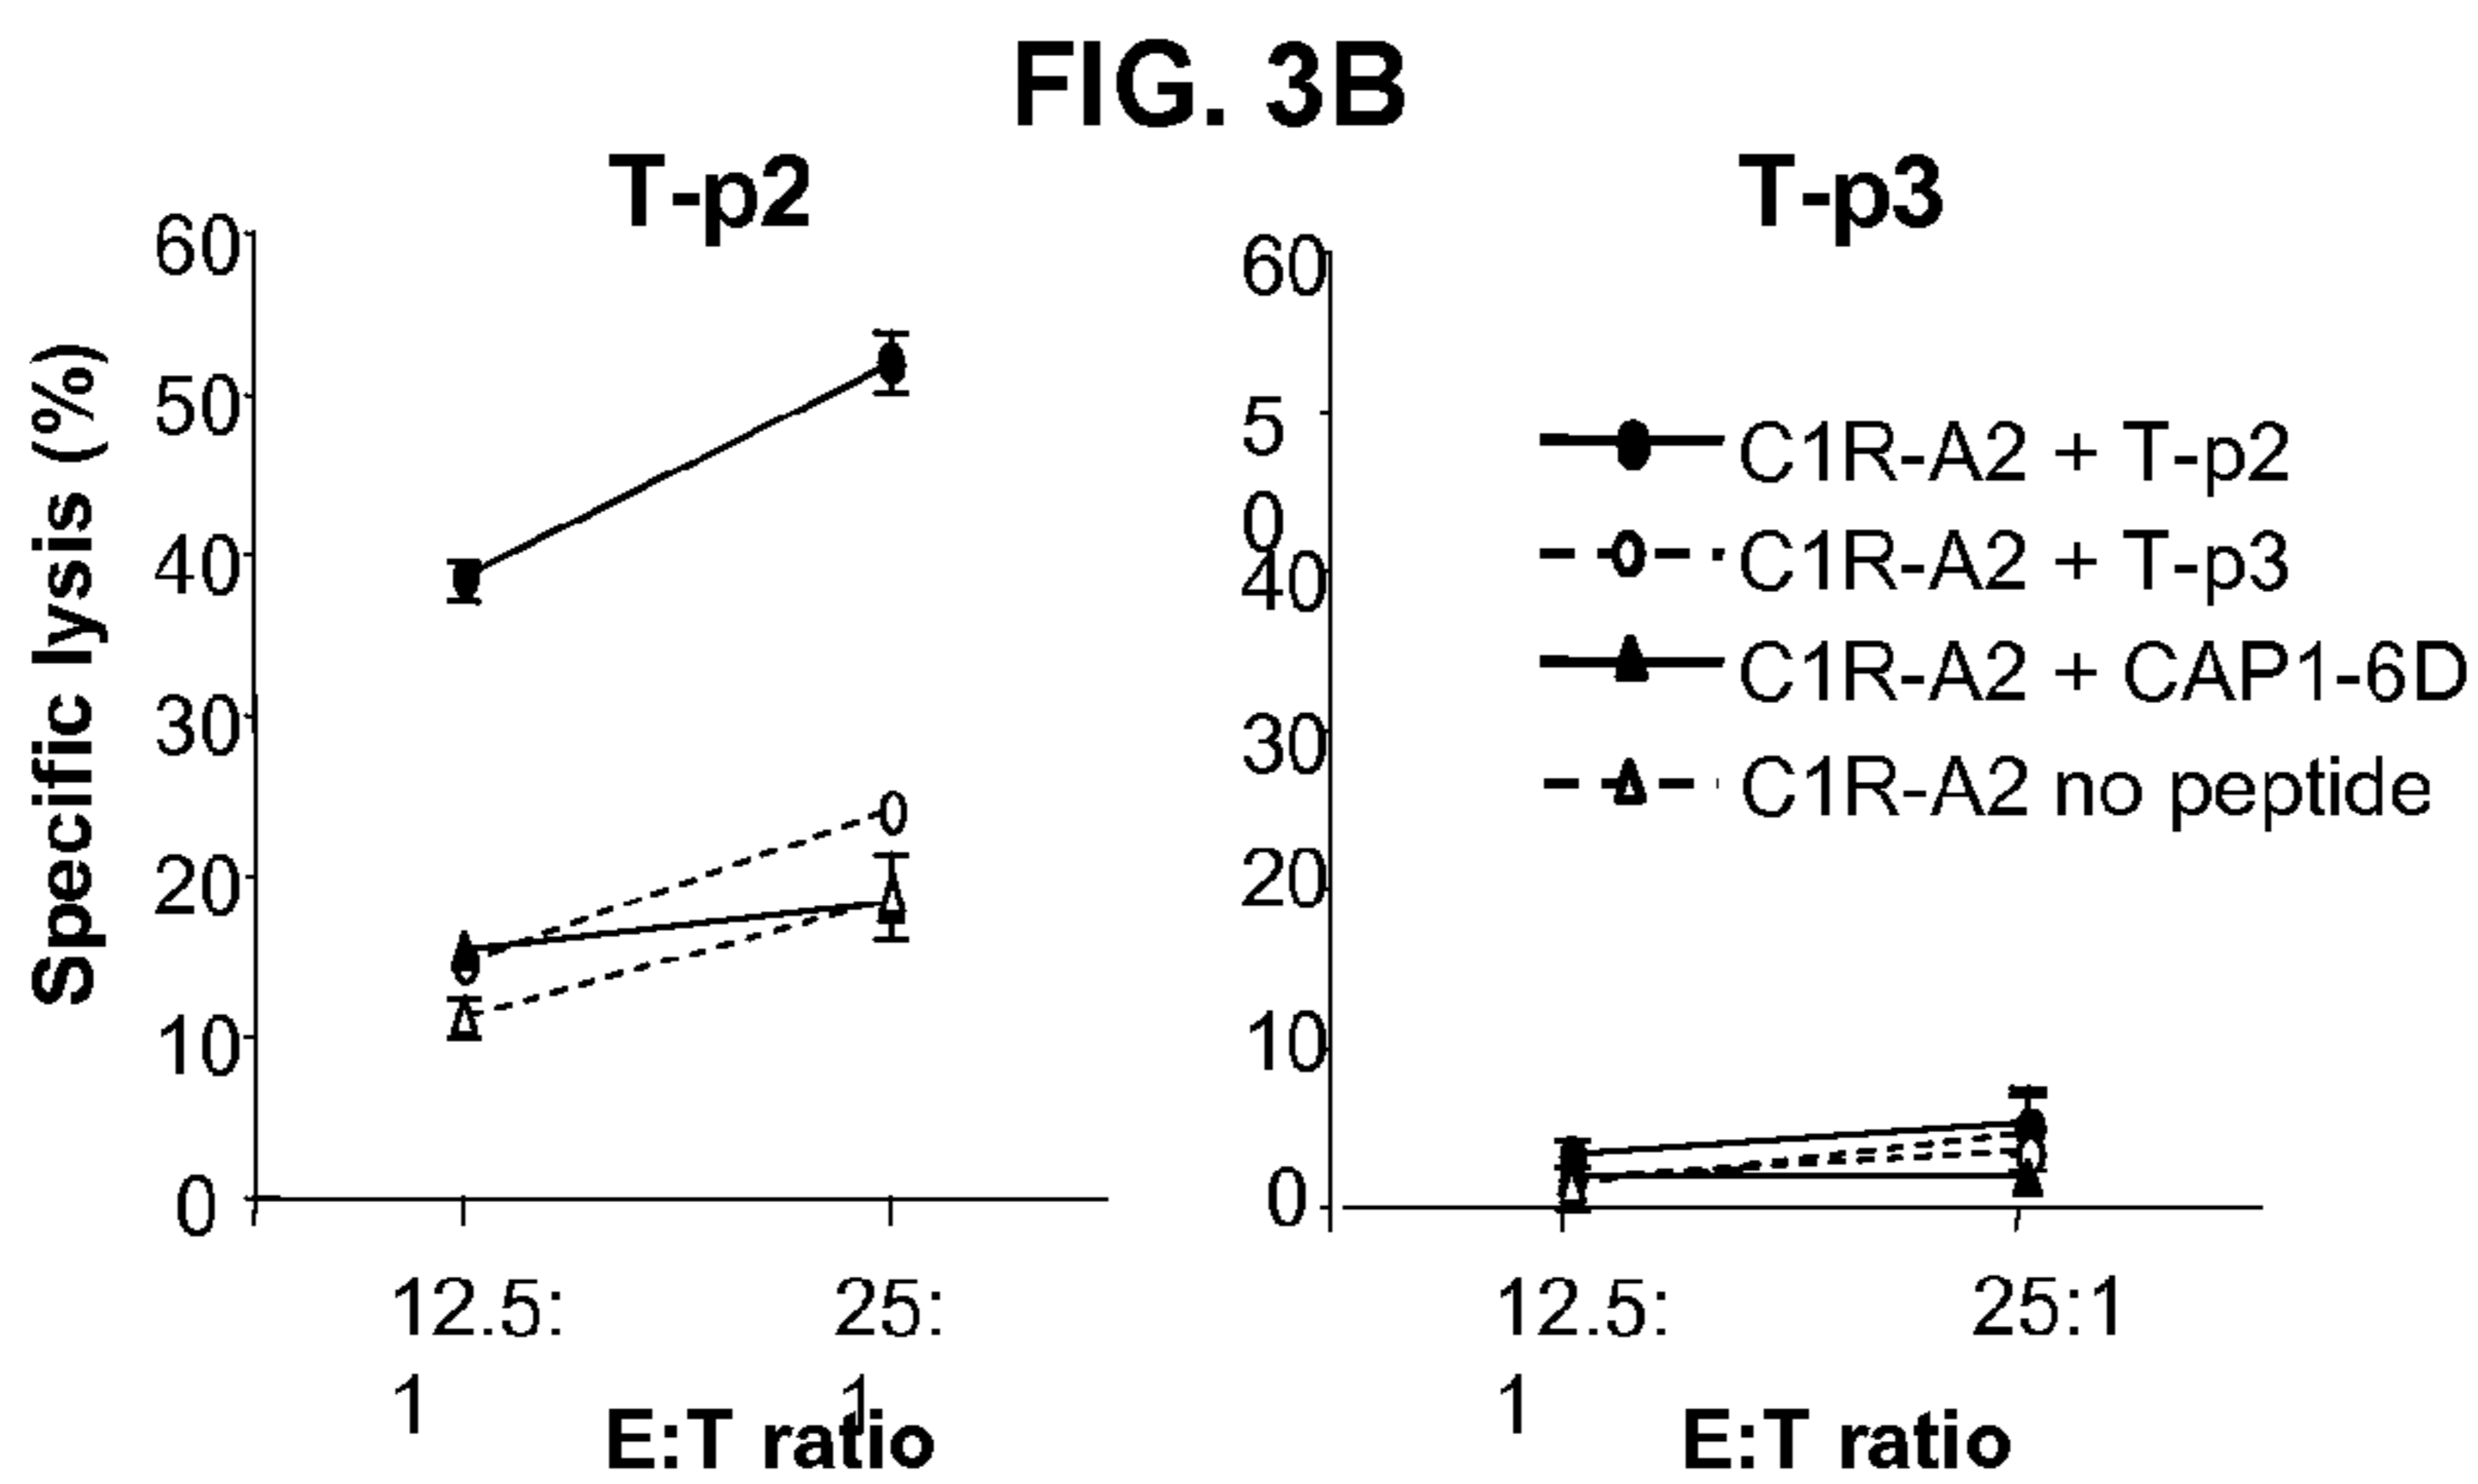 FIG. 3B
T-p2
Specific lysis (%)
60
50
40
30
20
10
0
12.5:
1
25:
1
E:T ratio
T-p3
60
5
0
40
30
20
10
0
C1R-A2 + T-p2
C1R-A2 + T-p3
C1R-A2 + CAP1-6D
C1R-A2 no peptide
12.5:
1
25:1
E:T ratio